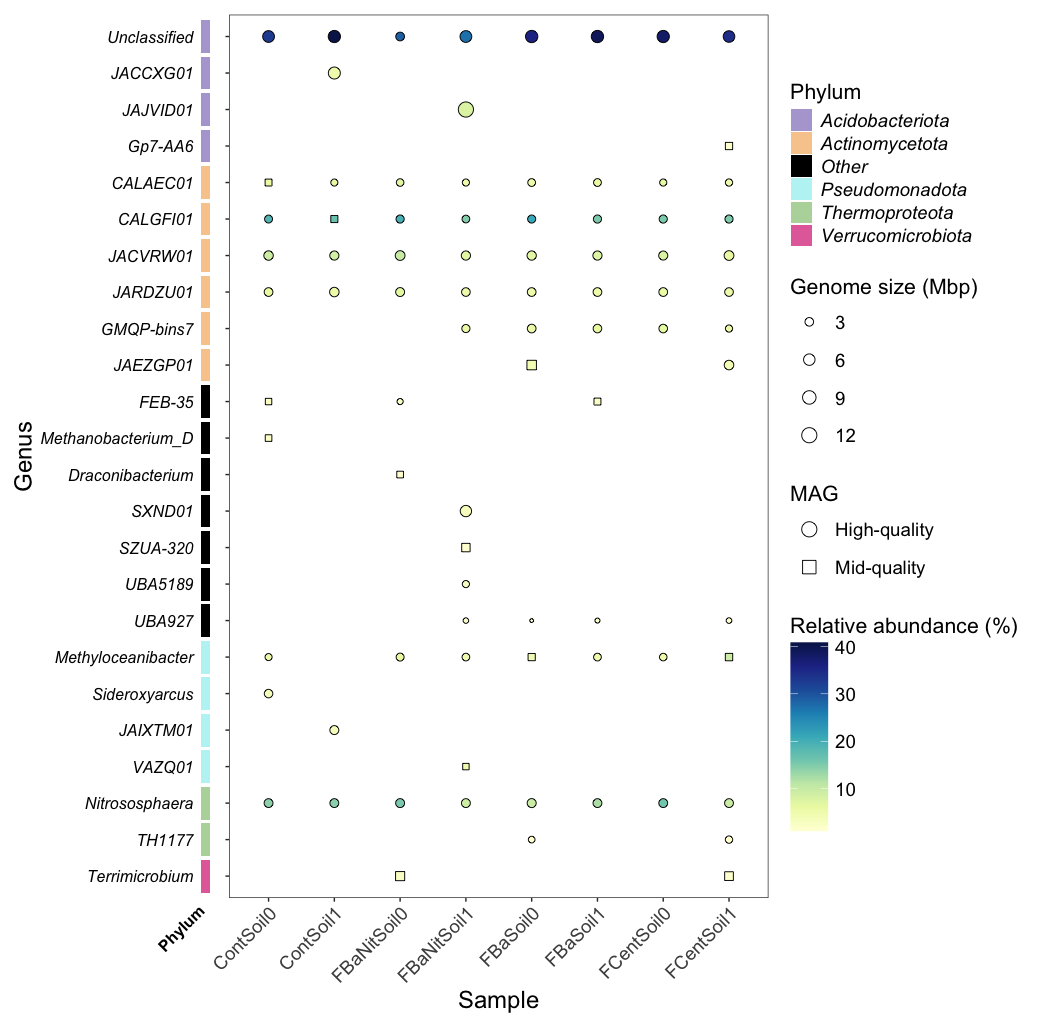 Genus
Unclassified
JACCXG01
JAJVID01
Gp7-AA6
CALAEC01
CALGFI01
JACVRW01
JARDZU01
GMQP-bins7
JAEZGP01
FEB-35
Methanobacterium_D
Draconibacterium
SXND01
SZUA-320
UBA5189
UBA927
Methyloceanibacter
Sideroxyarcus
JAIXTM01
VAZQ01
Nitrososphaera
TH1177
Terrimicrobium
Phylum
ContSoil0
ContSoil1
FBaNitSoil0
FBaNitSoil1
FBaSoil0
FBaSoil1
FCentSoil0
FCentSoil1
Sample
Phylum
Acidobacteriota
Actinomycetota
Other
Pseudomonadota
Thermoproteota
Verrucomicrobiota
Genome size (Mbp)
3
6
9
12
MAG
High-quality
Mid-quality
Relative abundance (%)
40
30
20
10